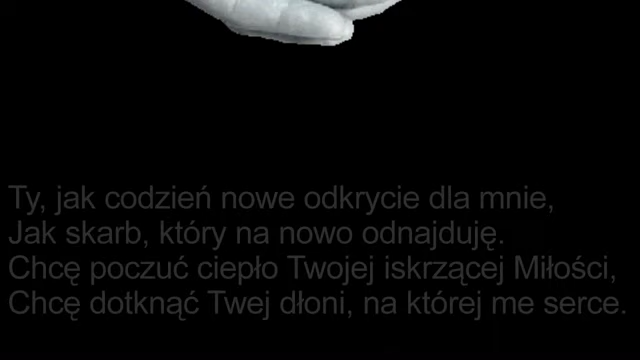 Ty, jak codzień nowe odkrycie dla mnie,
Jak skarb, który na nowo odnajduję.
Chcę poczuć ciepło Twojej iskrzącej Miłości,
Chcę dotknąć Twej dłoni, na której me serce.